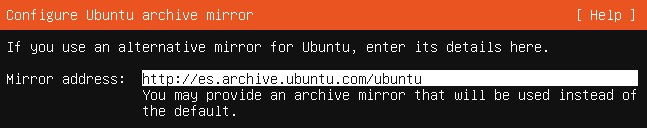 Configure Ubuntu archive mirror [ Help ]
If you use an alternative mirror for Ubuntu, enter its details here.
Mirror address: http://es.archive.ubuntu.com/ubuntu
You may provide an archive mirror that will be used instead of
the default.